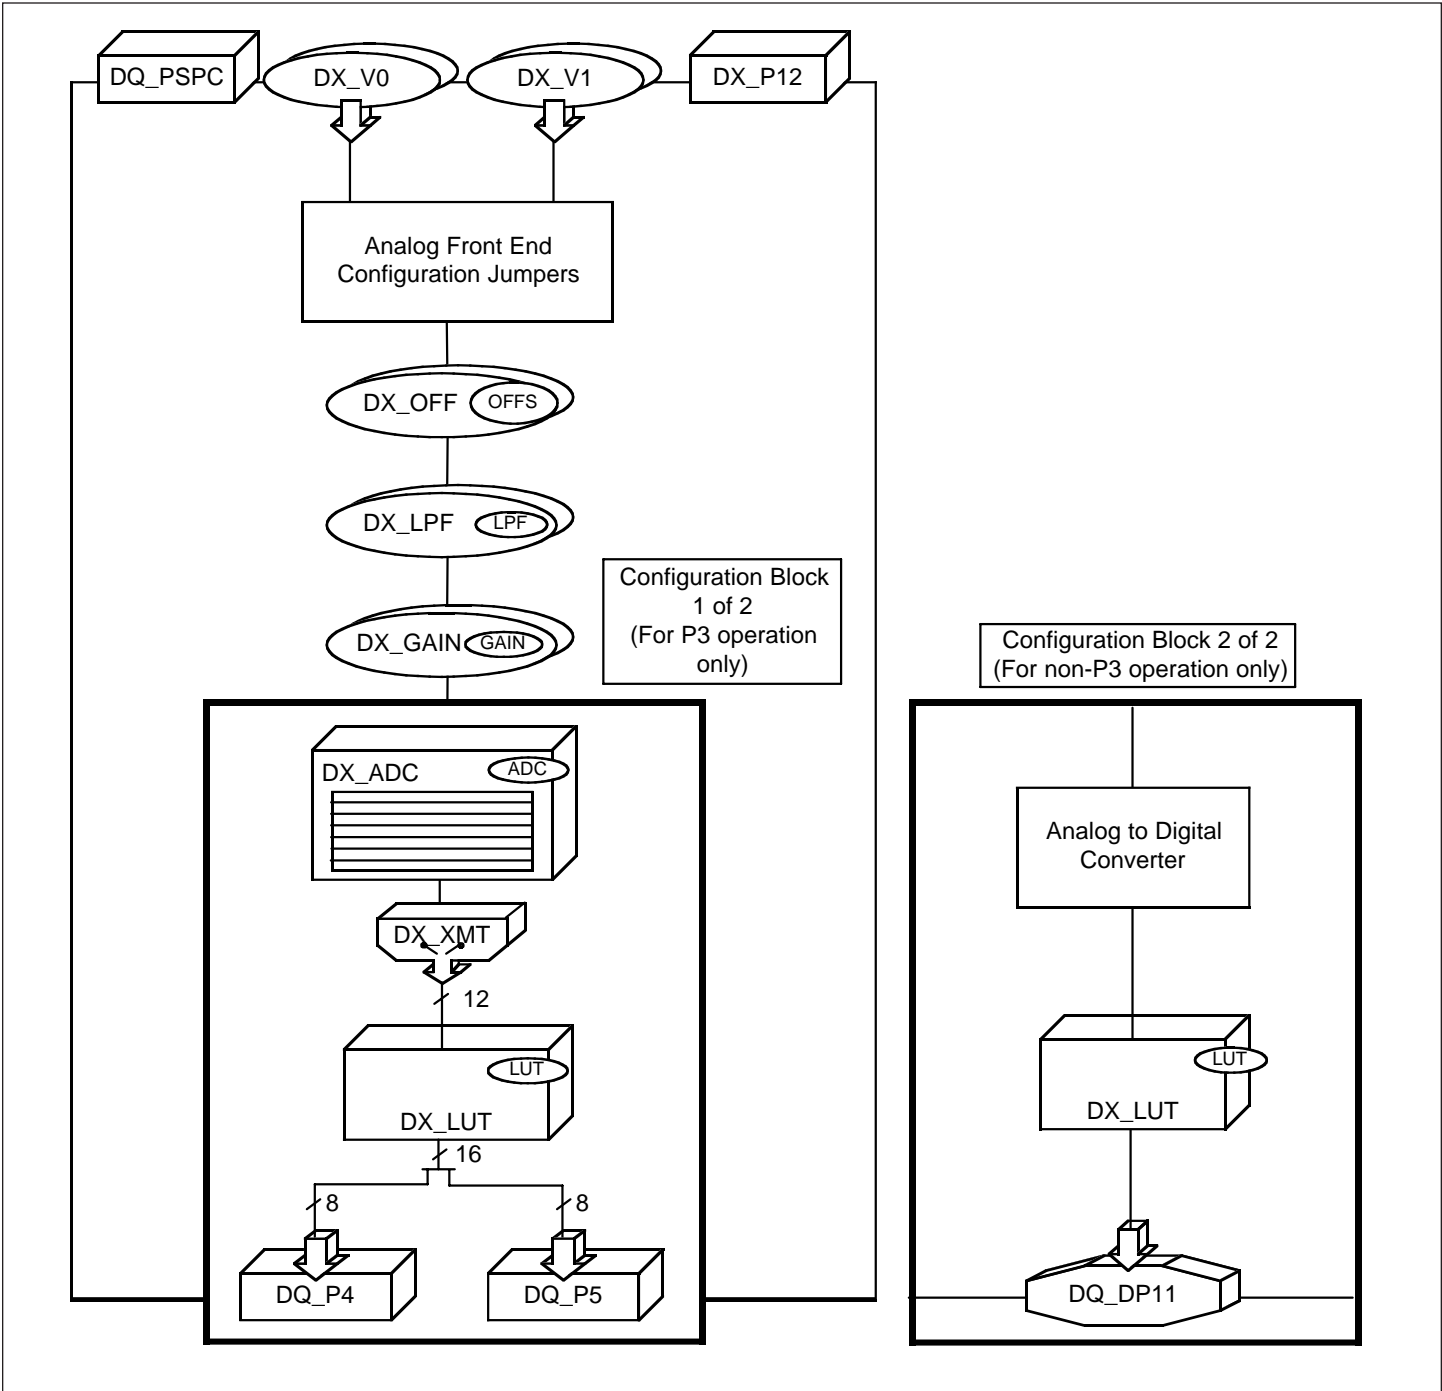 DQ_PSPC
DX_V0
DX_V1
DX_P12
Analog Front End
Configuration Jumpers
DX_OFF
OFFS
DX_LPF
LPF
DX_GAIN
GAIN
Configuration Block
1 of 2
(For P3 operation
only)
DX_ADC
ADC
DX_XMT
12
LUT
DX_LUT
16
8
8
DQ_P4
DQ_P5
Configuration Block 2 of 2
(For non-P3 operation only)
Analog to Digital
Converter
LUT
DX_LUT
DQ_DP11